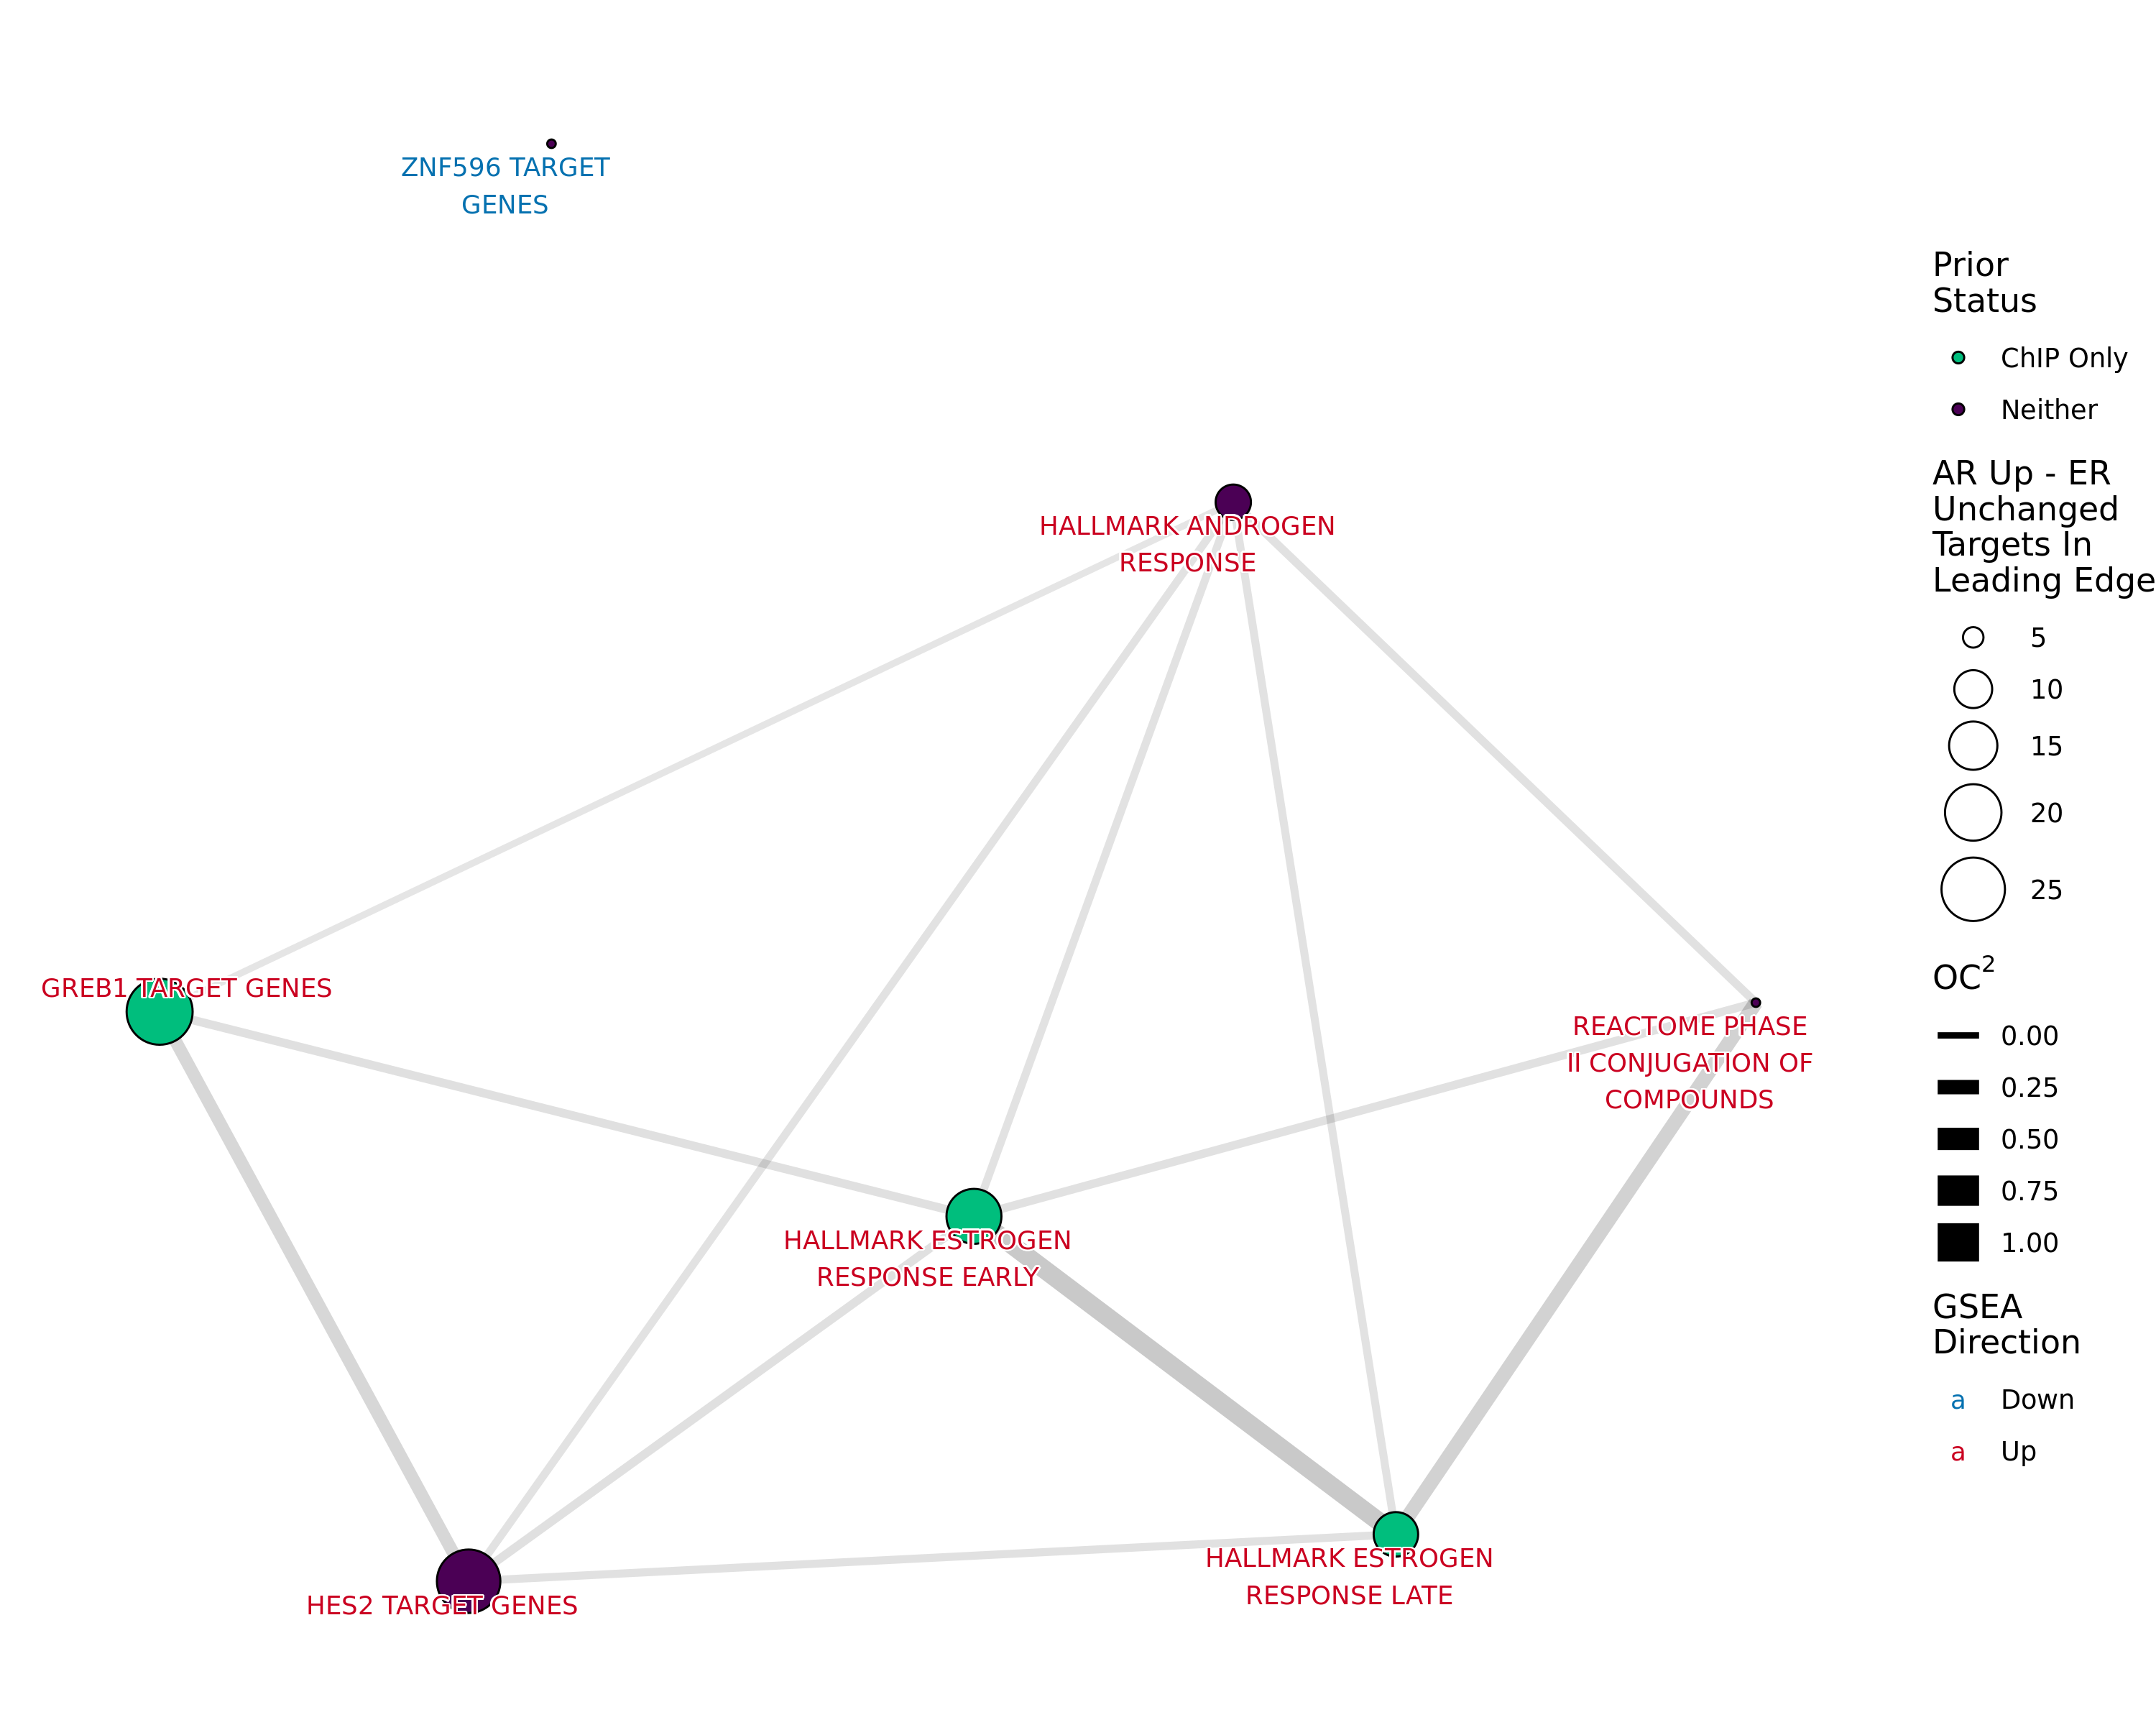 ZNF596 TARGET
GENES
HALLMARK ANDROGEN
RESPONSE
GREB1 TARGET GENES
REACTOME PHASE
II CONJUGATION OF
COMPOUNDS
HALLMARK ESTROGEN
RESPONSE EARLY
HALLMARK ESTROGEN
RESPONSE LATE
HES2 TARGET GENES
Prior
Status
ChIP Only
Neither
AR Up - ER
Unchanged
Targets In
Leading Edge
5
10
15
20
25
OC²
0.00
0.25
0.50
0.75
1.00
GSEA
Direction
a Down
a Up